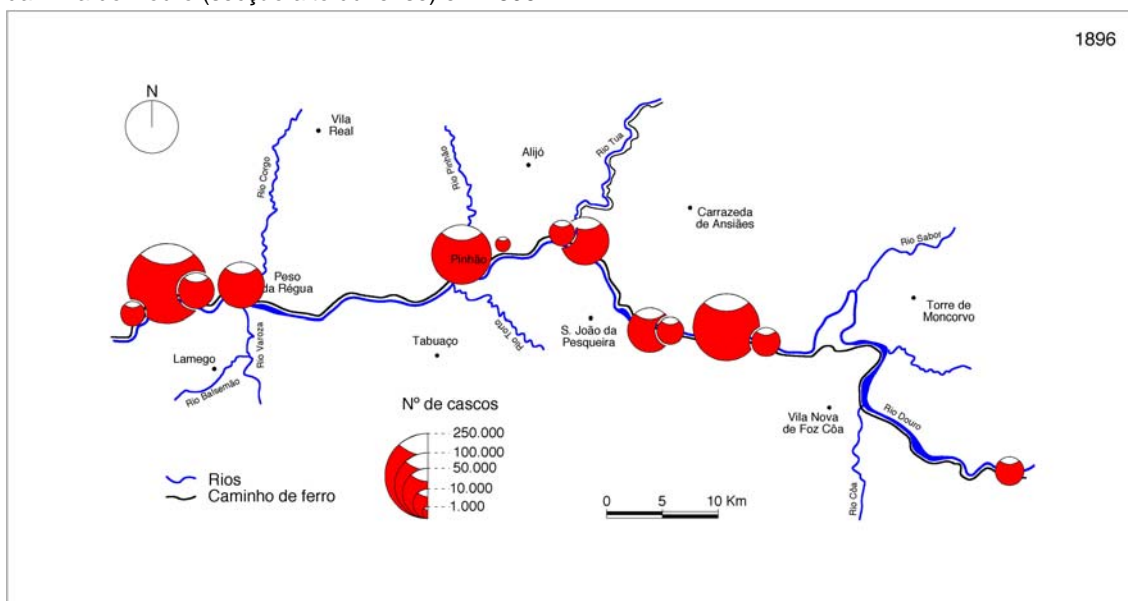 1896
N
Vila
Real
Rio Corgo
Rio Pinhão
Alijó
Rio Tua
Carrazeda
de Ansiães
Rio Sabor
Pinhão
Peso
da Régua
Torre de
Moncorvo
S. João da
Pesqueira
Rio Torto
Tabuaço
Rio Varoza
Lamego
Rio Balsemão
Nº de cascos
250.000
100.000
50.000
10.000
1.000
Vila Nova
de Foz Côa
Rio Douro
Rio Côa
Rios
Caminho de ferro
0 5 10 Km